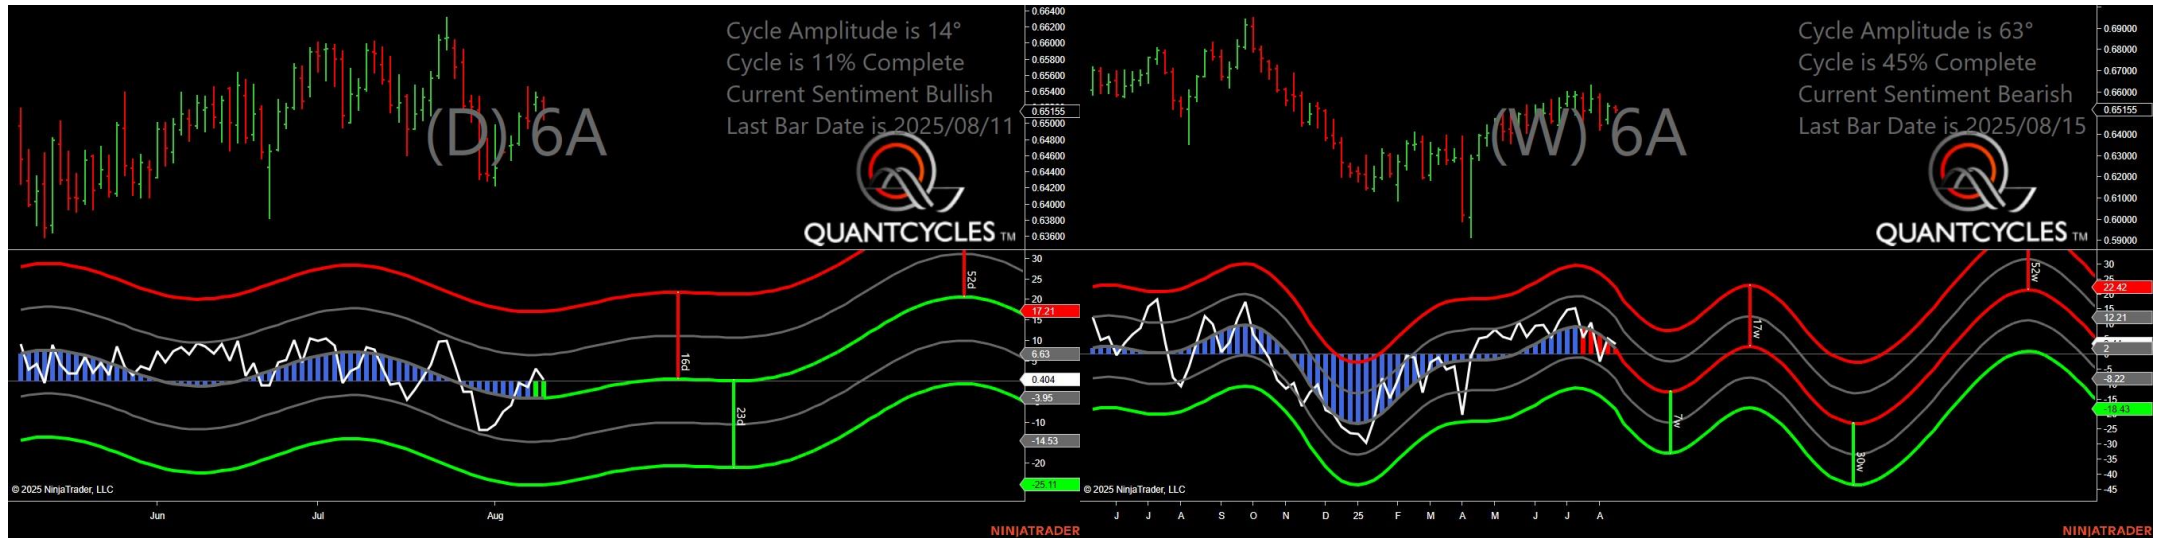 Cycle Amplitude is 14°
Cycle is 11% Complete
Current Sentiment Bullish
Last Bar Date is 2025/08/11
(D) 6A
QUANTCYCLES TM
0.66400
0.66200
0.66000
0.65800
0.65600
0.65400
0.65155
0.65000
0.64800
0.64600
0.64400
0.64200
0.64000
0.63800
0.63600
30
25
20
17.21
15
10
6.63
0.404
-3.95
-10
-14.53
-20
-25.11
16d
23d
52d
© 2025 NinjaTrader, LLC
Jun Jul Aug
NINJATRADER
Cycle Amplitude is 63°
Cycle is 45% Complete
Current Sentiment Bearish
Last Bar Date is 2025/08/15
(W) 6A
QUANTCYCLES TM
0.69000
0.68000
0.67000
0.66000
0.65155
0.64000
0.63000
0.62000
0.61000
0.60000
0.59000
30
25
22.42
20
12.21
10
2
-5
-8.22
-15
-18.43
-25
-30
-35
-40
-45
7w
17w
30w
52w
© 2025 NinjaTrader, LLC
J J A S O N D 25 F M A M J J A
NINJATRADER